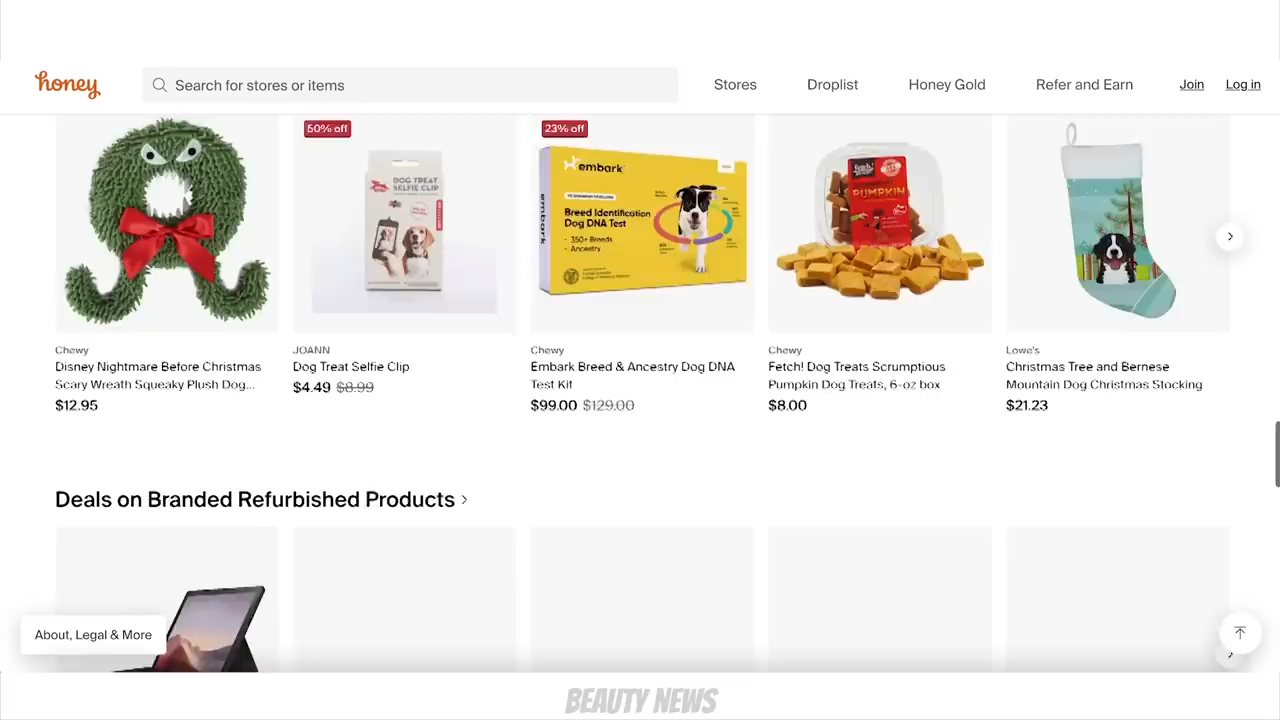 honey
Search for stores or items
Stores
Droplist
Honey Gold
Refer and Earn
Join
Log in
50% off
23% off
DOG TREAT
SELFIE CLIP
embark
embark
Breed Identification
Dog DNA Test
350+ Breeds
Ancestry
fetch!
PUMPKIN
Chewy
Disney Nightmare Before Christmas
Scary Wreath Squeaky Plush Dog...
$12.95
JOANN
Dog Treat Selfie Clip
$4.49 $8.99
Chewy
Embark Breed & Ancestry Dog DNA
Test Kit
$99.00 $129.00
Chewy
Fetch! Dog Treats Scrumptious
Pumpkin Dog Treats, 6-oz box
$8.00
Lowe's
Christmas Tree and Bernese
Mountain Dog Christmas Stocking
$21.23
Deals on Branded Refurbished Products
About, Legal & More
BEAUTY NEWS